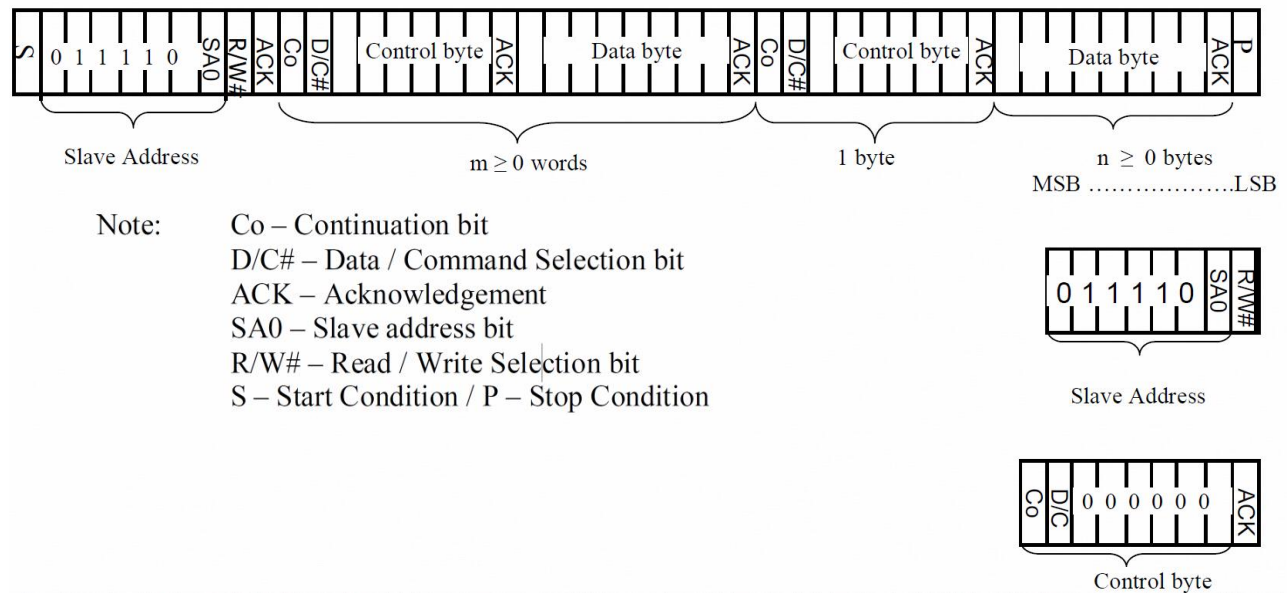 S 0 1 1 1 1 0 SA0 R/W# ACK Co D/C# Control byte ACK Data byte ACK Co D/C# Control byte ACK Data byte ACK P
Slave Address
m ≥ 0 words
1 byte
n ≥ 0 bytes
MSB ………………….LSB
Note: Co – Continuation bit
D/C# – Data / Command Selection bit
ACK – Acknowledgement
SA0 – Slave address bit
R/W# – Read / Write Selection bit
S – Start Condition / P – Stop Condition
0 1 1 1 1 0 SA0 R/W#
Slave Address
Co D/C 0 0 0 0 0 0 ACK
Control byte